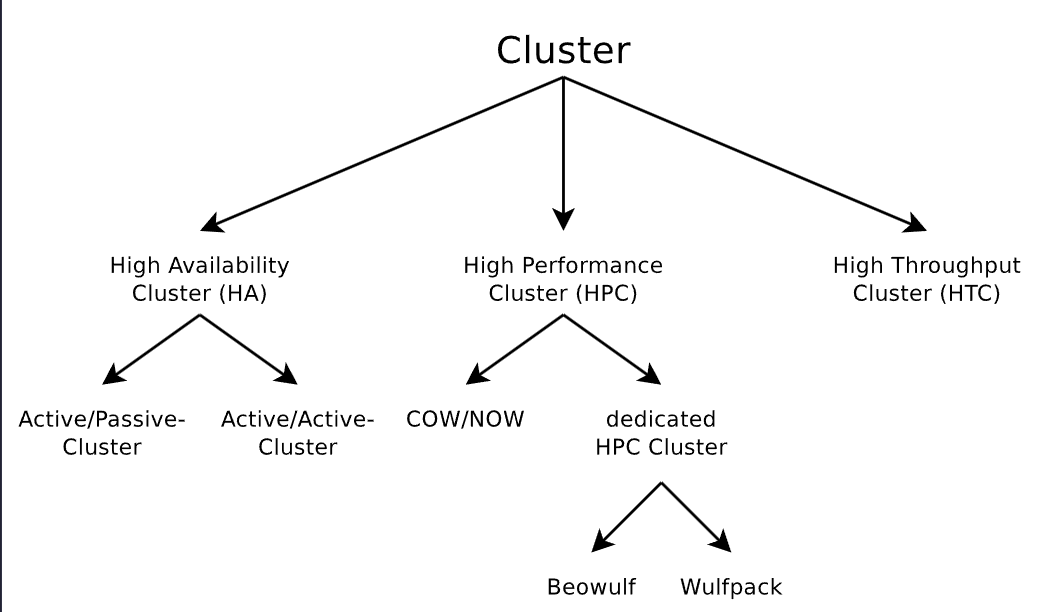 Cluster
High Availability
Cluster (HA)
High Performance
Cluster (HPC)
High Throughput
Cluster (HTC)
Active/Passive-
Cluster
Active/Active-
Cluster
COW/NOW
dedicated
HPC Cluster
Beowulf
Wulfpack